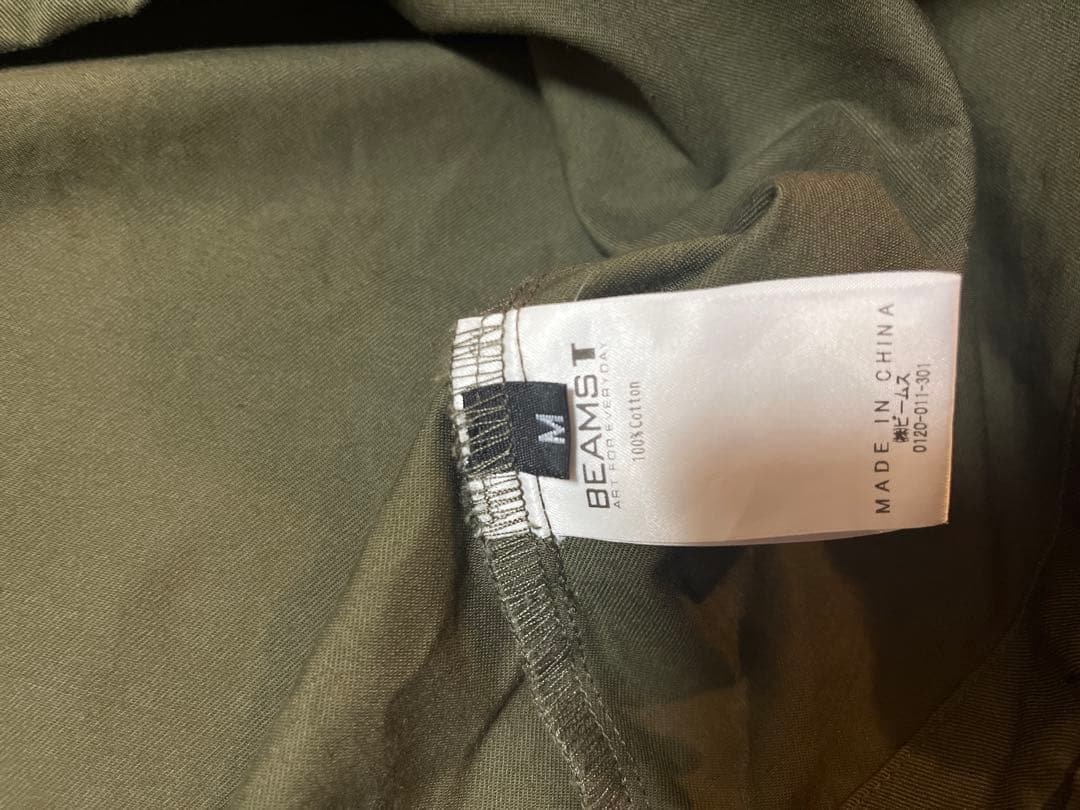 M
BEAMS T
ART FOR EVERYDAY
100% Cotton
MADE IN CHINA
㈱ビームス
0120-011-301